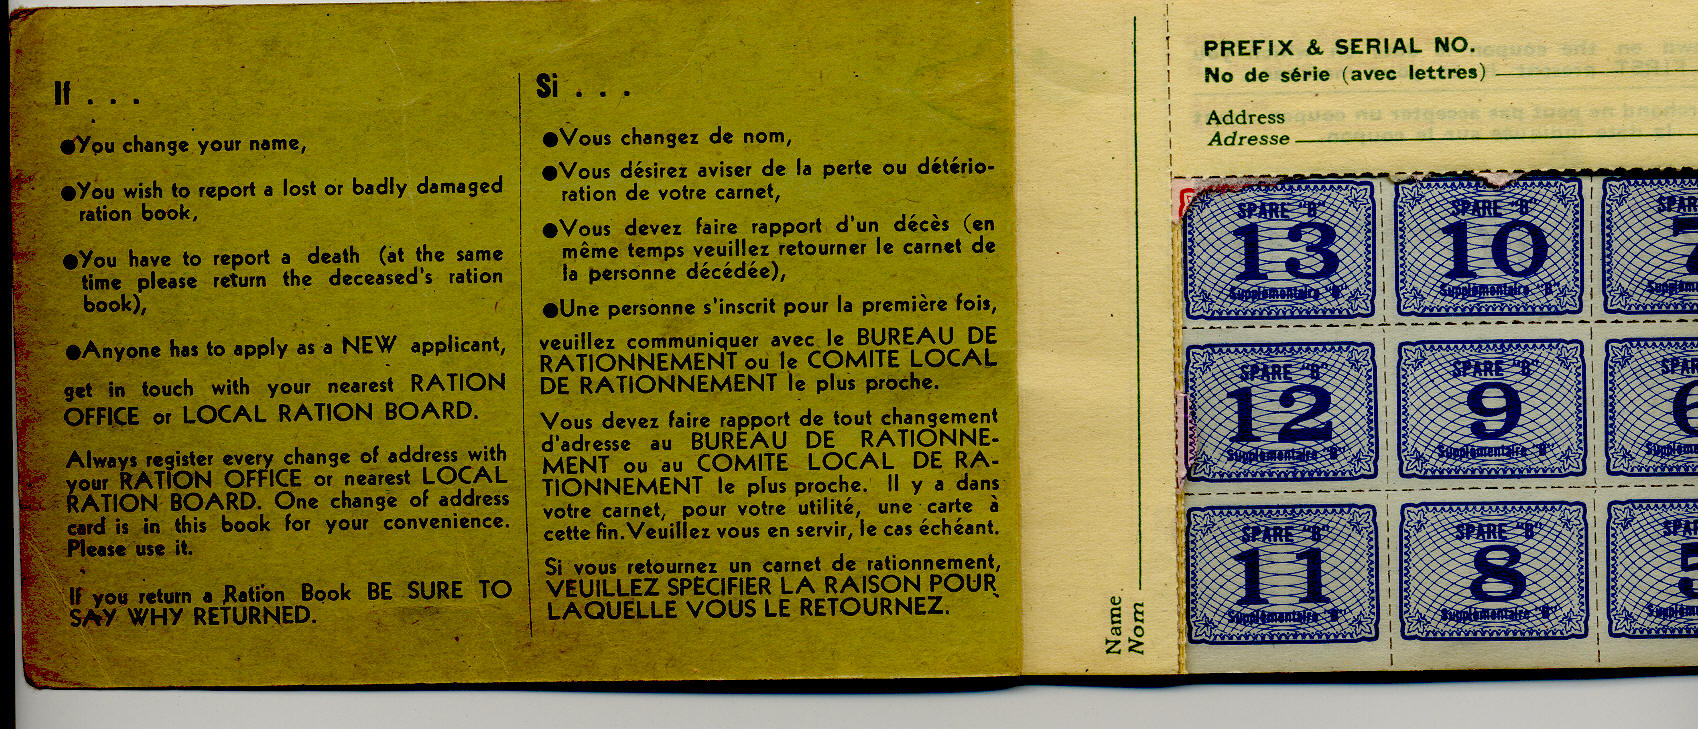 If . . .
●You change your name,
●You wish to report a lost or badly damaged
ration book,
●You have to report a death (at the same
time please return the deceased's ration
book),
●Anyone has to apply as a NEW applicant,
get in touch with your nearest RATION
OFFICE or LOCAL RATION BOARD.
Always register every change of address with
your RATION OFFICE or nearest LOCAL
RATION BOARD. One change of address
card is in this book for your convenience.
Please use it.
If you return a Ration Book BE SURE TO
SAY WHY RETURNED.
Si . . .
●Vous changez de nom,
●Vous désirez aviser de la perte ou détério-
ration de votre carnet,
●Vous devez faire rapport d'un décès (en
même temps veuillez retourner le carnet de
la personne décédée),
●Une personne s'inscrit pour la première fois,
veuillez communiquer avec le BUREAU DE
RATIONNEMENT ou le COMITE LOCAL
DE RATIONNEMENT le plus proche.
Vous devez faire rapport de tout changement
d'adresse au BUREAU DE RATIONNE-
MENT ou au COMITE LOCAL DE RA-
TIONNEMENT le plus proche. Il y a dans
votre carnet, pour votre utilité, une carte à
cette fin. Veuillez vous en servir, le cas échéant.
Si vous retournez un carnet de rationnement,
VEUILLEZ SPECIFIER LA RAISON POUR
LAQUELLE VOUS LE RETOURNEZ.
Name
Nom
PREFIX & SERIAL NO.
No de série (avec lettres)
Address
Adresse
SPARE "B"
13
Supplémentaire "B"
SPARE "B"
10
Supplémentaire "B"
SPARE "B"
12
Supplémentaire "B"
SPARE "B"
9
Supplémentaire "B"
SPARE "B"
11
Supplémentaire "B"
SPARE "B"
8
Supplémentaire "B"